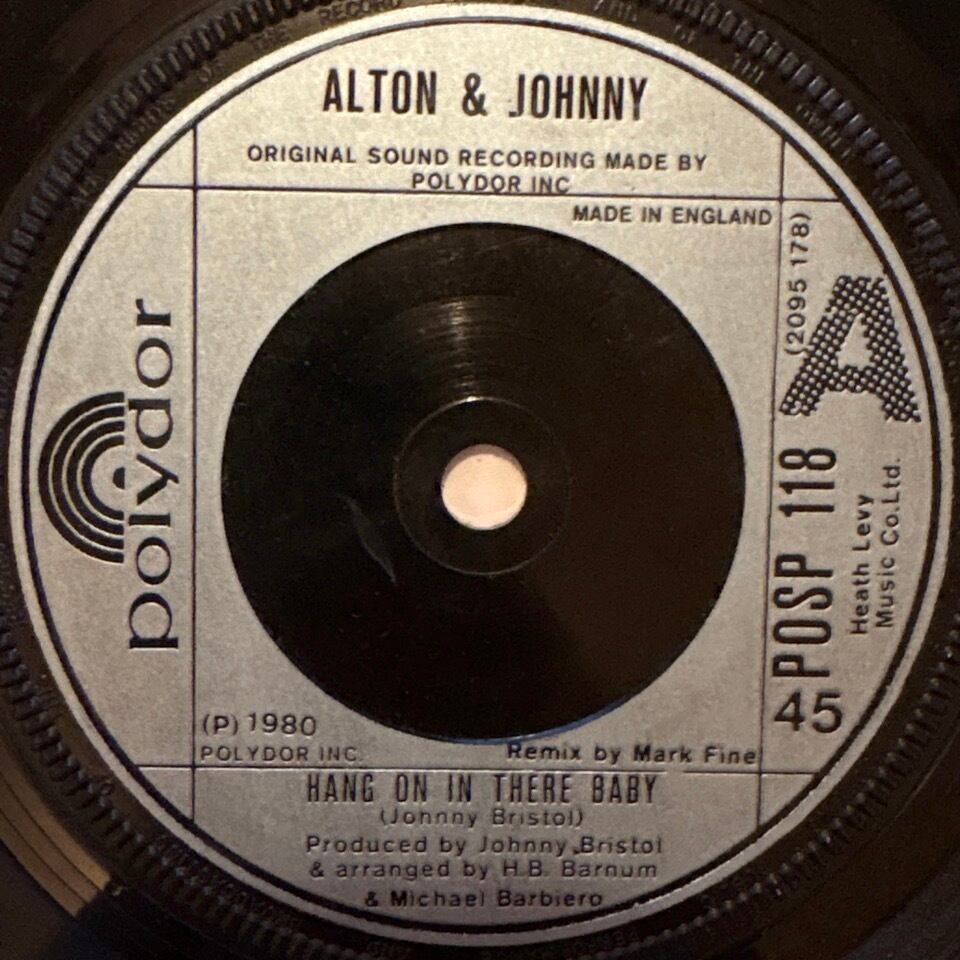 ALTON & JOHNNY
ORIGINAL SOUND RECORDING MADE BY
POLYDOR INC
MADE IN ENGLAND
polydor
(2095 178)
A
POSP 118
Heath Levy
Music Co. Ltd.
45
(P) 1980
POLYDOR INC.
Remix by Mark Fine
HANG ON IN THERE BABY
(Johnny Bristol)
Produced by Johnny Bristol
& arranged by H.B. Barnum
& Michael Barbiero